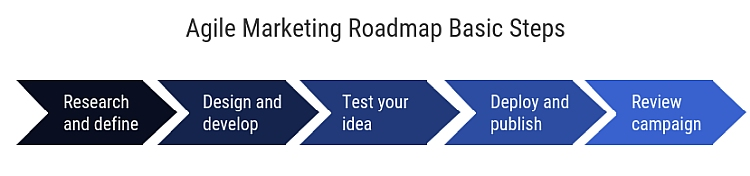 Agile Marketing Roadmap Basic Steps
Research
and define
Design and
develop
Test your
idea
Deploy and
publish
Review
campaign